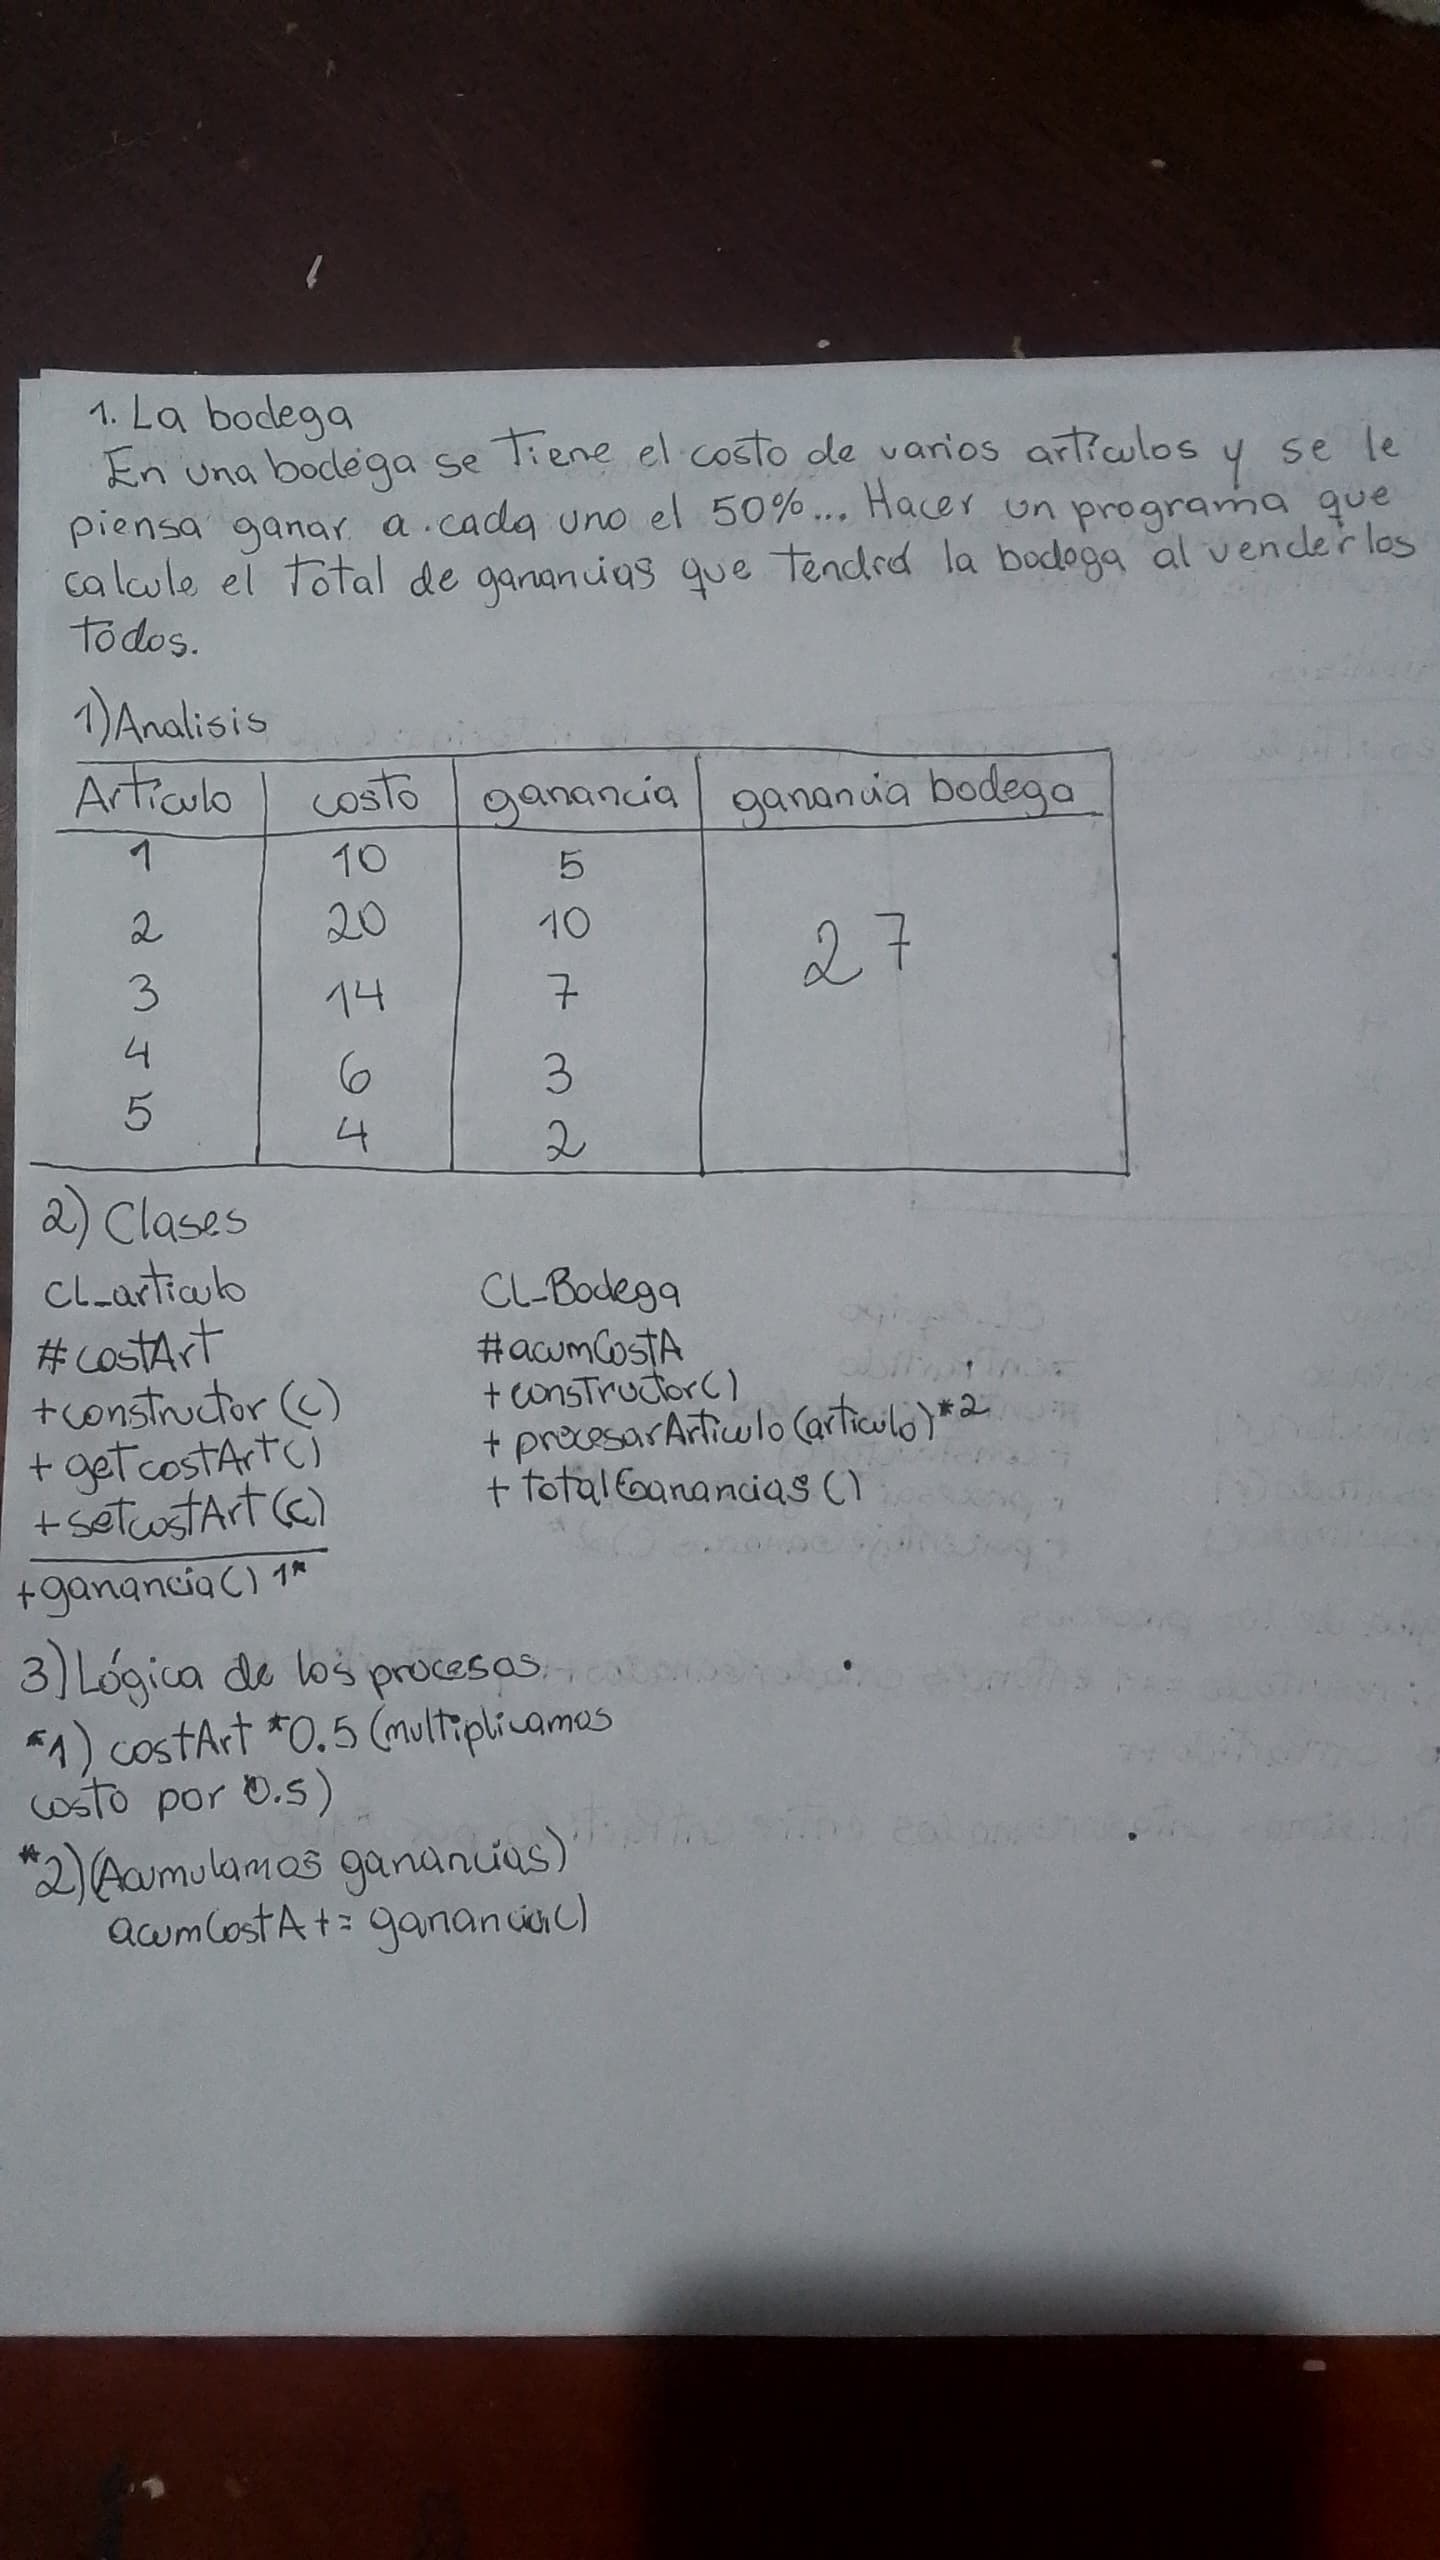 1. La bodega
En una bodega se tiene el costo de varios artículos y se le
piensa ganar a cada uno el 50%... Hacer un programa que
calcule el total de ganancias que tendrá la bodega al venderlos
todos.
1) Analisis
Artículo costo ganancia ganancia bodega
1 10 5
2 20 10 27
3 14 7
4 6 3
5 4 2
2) Clases
CL_articulo CL_Bodega
#costArt #acumCostA
+constructor(c) +constructor()
+getcostArt() +procesarArticulo(articulo)*2
+setcostArt(c) +totalGanancias()
+ganancia() 1*
3) Lógica de los procesos
*1) costArt *0.5 (multiplicamos
costo por 0.5)
*2) (Acumulamos ganancias)
acumCostA += ganancia()